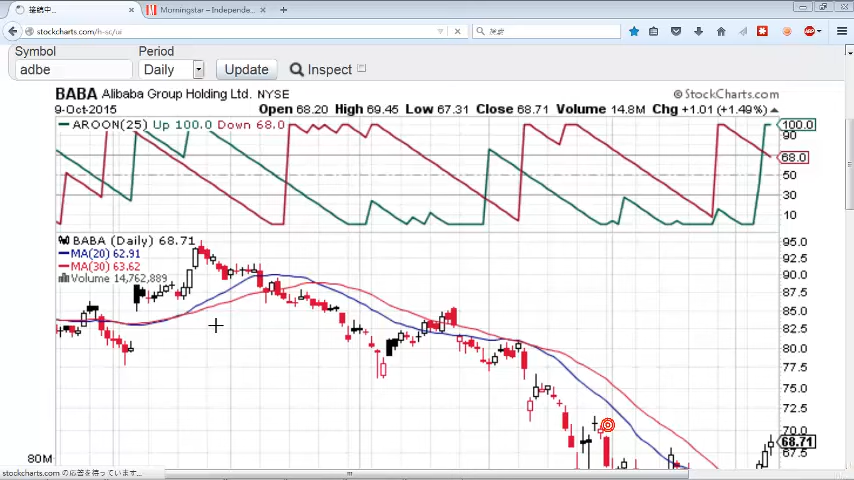 接続中...
Morningstar – Independe...
stockcharts.com/h-sc/ui
検索
Symbol
Period
adbe
Daily
Update
Inspect
BABA Alibaba Group Holding Ltd. NYSE
© StockCharts.com
9-Oct-2015
Open 68.20 High 69.45 Low 67.31 Close 68.71 Volume 14.8M Chg +1.01 (+1.49%)
AROON(25) Up 100.0 Down 68.0
100.0
90
68.0
50
30
10
BABA (Daily) 68.71
MA(20) 62.91
MA(30) 63.62
Volume 14,762,889
95.0
92.5
90.0
87.5
85.0
82.5
80.0
77.5
75.0
72.5
70.0
68.71
67.5
80M
stockcharts.com の応答を待っています...